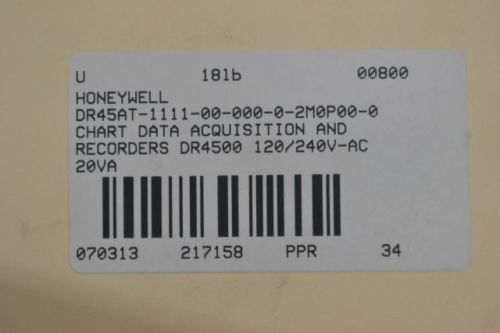 U 18lb 00800
HONEYWELL
DR45AT-1111-00-000-0-2M0P00-0
CHART DATA ACQUISITION AND
RECORDERS DR4500 120/240V-AC
20VA
070313 217158 PPR 34